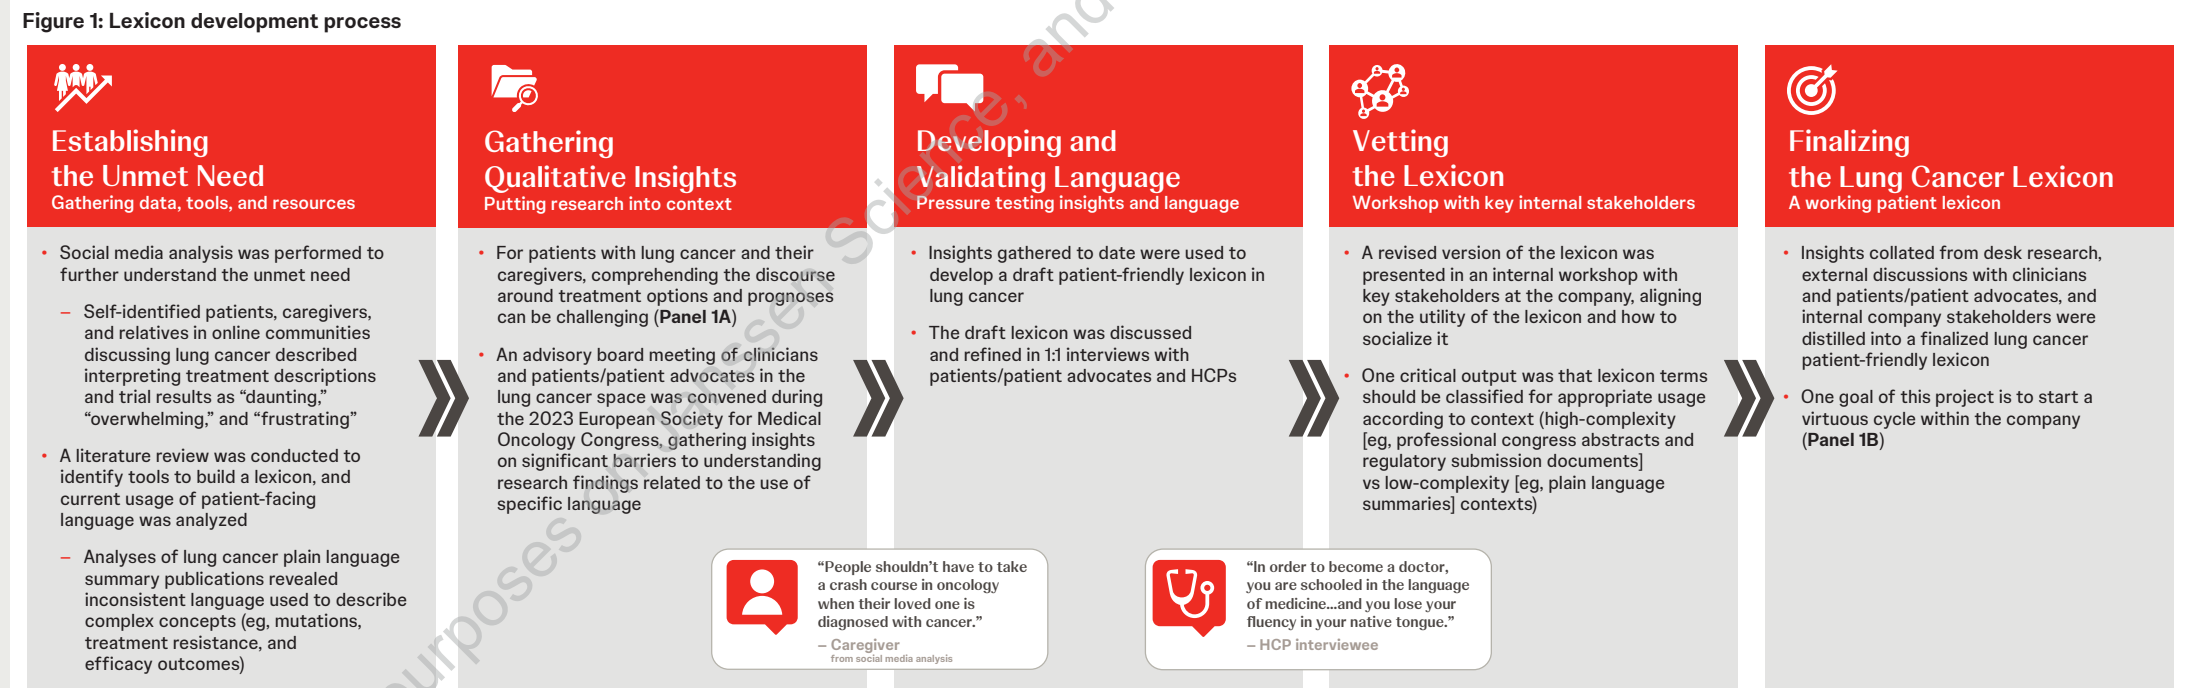 Figure 1: Lexicon development process
Establishing
the Unmet Need
Gathering data, tools, and resources
• Social media analysis was performed to
further understand the unmet need
– Self-identified patients, caregivers,
and relatives in online communities
discussing lung cancer described
interpreting treatment descriptions
and trial results as “daunting,”
“overwhelming,” and “frustrating”
• A literature review was conducted to
identify tools to build a lexicon, and
current usage of patient-facing
language was analyzed
– Analyses of lung cancer plain language
summary publications revealed
inconsistent language used to describe
complex concepts (eg, mutations,
treatment resistance, and
efficacy outcomes)
Gathering
Qualitative Insights
Putting research into context
• For patients with lung cancer and their
caregivers, comprehending the discourse
around treatment options and prognoses
can be challenging (Panel 1A)
• An advisory board meeting of clinicians
and patients/patient advocates in the
lung cancer space was convened during
the 2023 European Society for Medical
Oncology Congress, gathering insights
on significant barriers to understanding
research findings related to the use of
specific language
“People shouldn’t have to take
a crash course in oncology
when their loved one is
diagnosed with cancer.”
– Caregiver
from social media analysis
Developing and
Validating Language
Pressure testing insights and language
• Insights gathered to date were used to
develop a draft patient-friendly lexicon in
lung cancer
• The draft lexicon was discussed
and refined in 1:1 interviews with
patients/patient advocates and HCPs
“In order to become a doctor,
you are schooled in the language
of medicine...and you lose your
fluency in your native tongue.”
– HCP interviewee
Vetting
the Lexicon
Workshop with key internal stakeholders
• A revised version of the lexicon was
presented in an internal workshop with
key stakeholders at the company, aligning
on the utility of the lexicon and how to
socialize it
• One critical output was that lexicon terms
should be classified for appropriate usage
according to context (high-complexity
[eg, professional congress abstracts and
regulatory submission documents]
vs low-complexity [eg, plain language
summaries] contexts)
Finalizing
the Lung Cancer Lexicon
A working patient lexicon
• Insights collated from desk research,
external discussions with clinicians
and patients/patient advocates, and
internal company stakeholders were
distilled into a finalized lung cancer
patient-friendly lexicon
• One goal of this project is to start a
virtuous cycle within the company
(Panel 1B)
urposes on Janssen Science, and